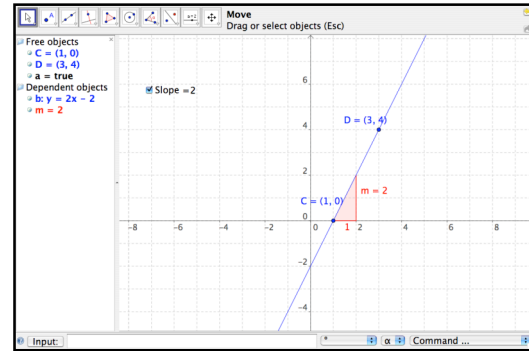 a=2
Move
Drag or select objects (Esc)
Free objects
C = (1, 0)
D = (3, 4)
a = true
Dependent objects
b: y = 2x - 2
m = 2
Slope =2
6
D = (3, 4)
4
2
m = 2
C = (1, 0)
0
-8 -6 -4 -2 0 1 2 4 6 8
-2
-4
Input:
° α Command ...